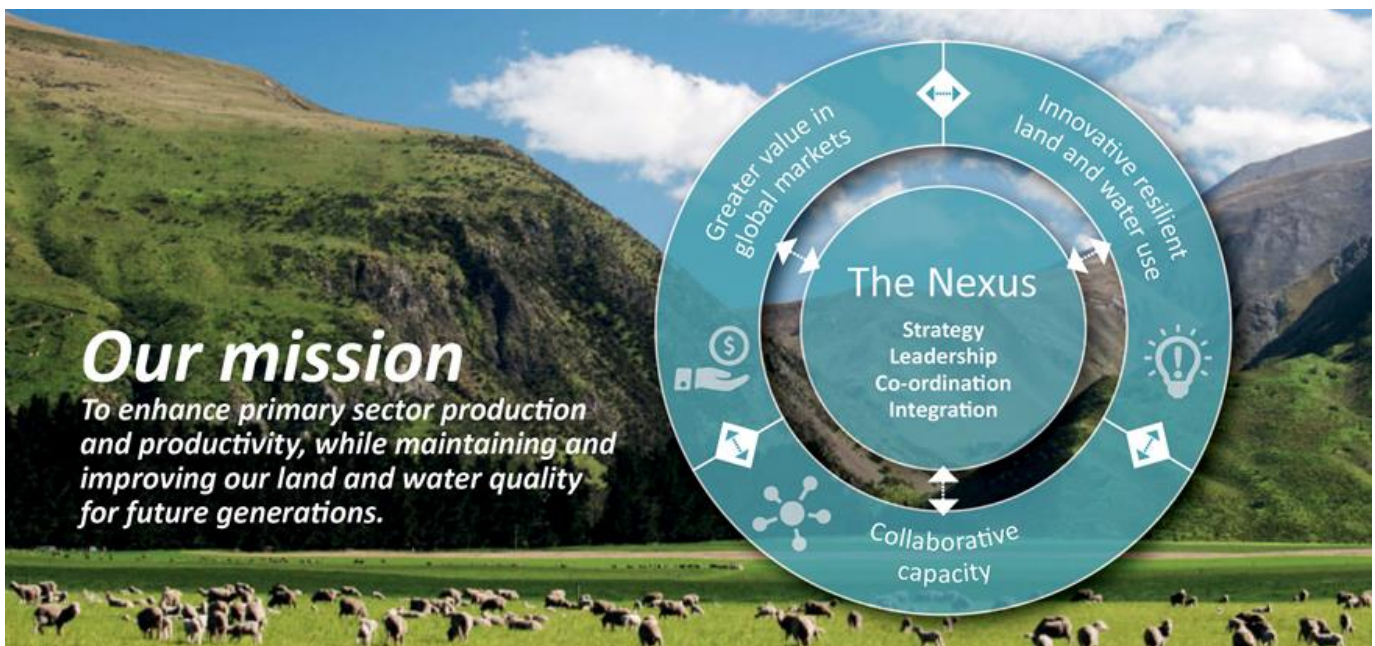 Our mission
To enhance primary sector production
and productivity, while maintaining and
improving our land and water quality
for future generations.
Greater value in
global markets
Innovative resilient
land and water use
The Nexus
Strategy
Leadership
Co-ordination
Integration
Collaborative
capacity
$